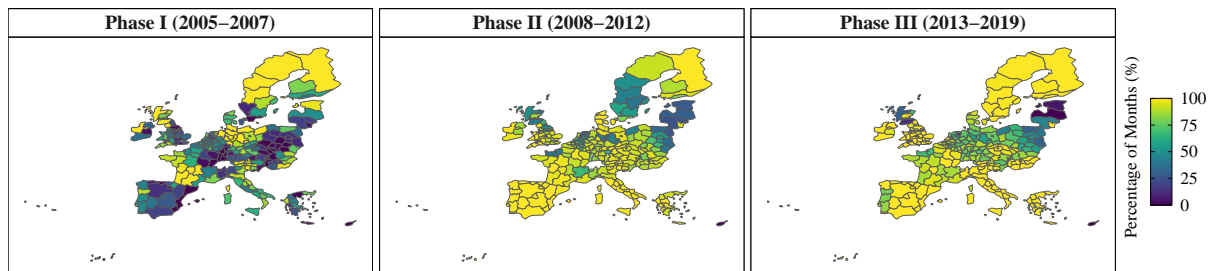 Phase I (2005–2007)
Phase II (2008–2012)
Phase III (2013–2019)
Percentage of Months (%)
100
75
50
25
0